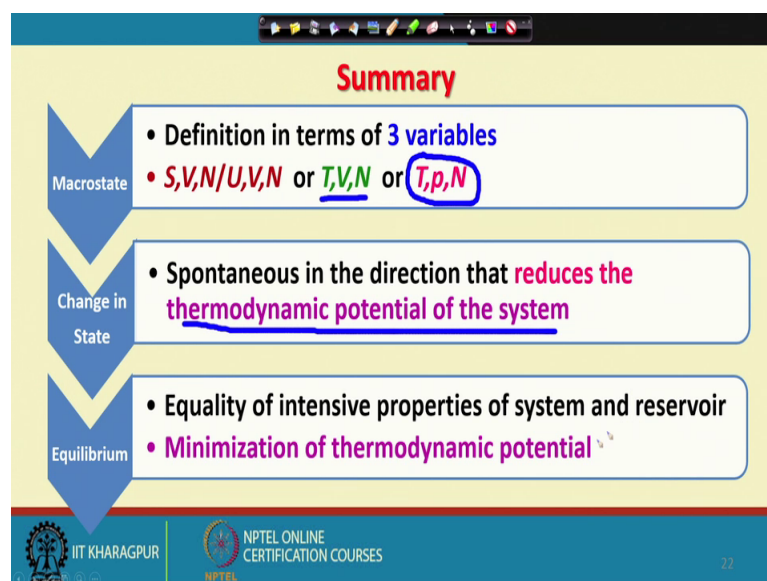 Summary
Macrostate
• Definition in terms of 3 variables
• S,V,N/U,V,N or T,V,N or T,p,N
Change in
State
• Spontaneous in the direction that reduces the
thermodynamic potential of the system
Equilibrium
• Equality of intensive properties of system and reservoir
• Minimization of thermodynamic potential
IIT KHARAGPUR
NPTEL
NPTEL ONLINE
CERTIFICATION COURSES
22